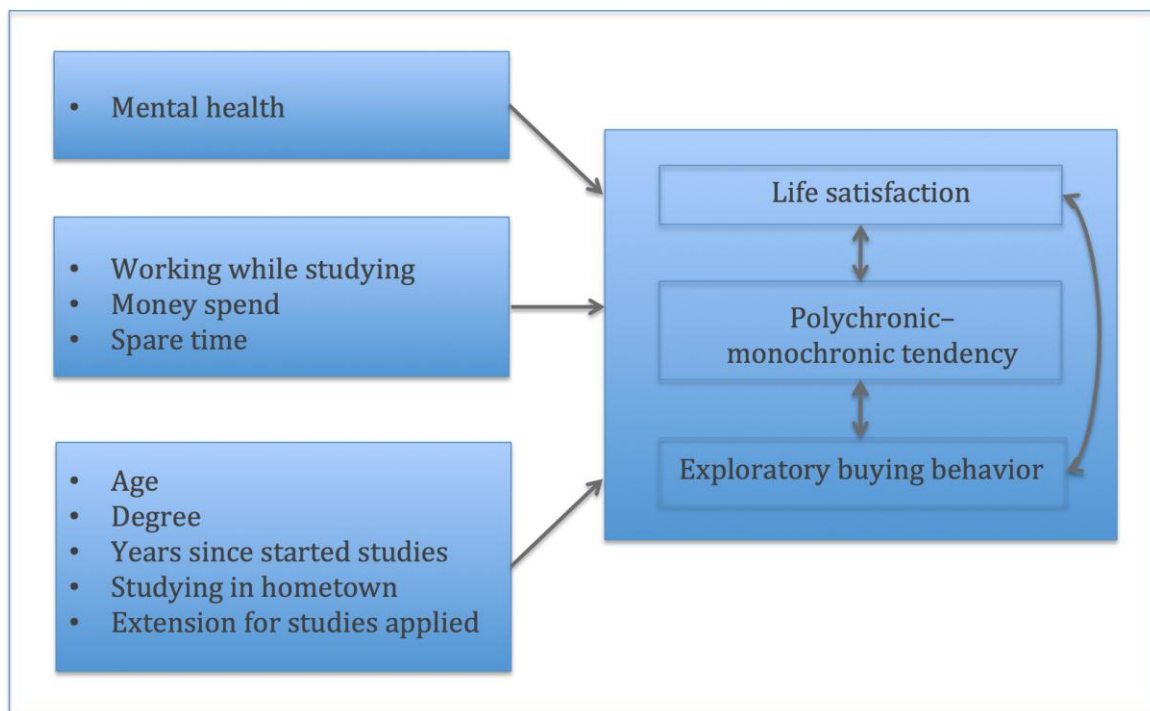 • Mental health
• Working while studying
• Money spend
• Spare time
• Age
• Degree
• Years since started studies
• Studying in hometown
• Extension for studies applied
Life satisfaction
Polychronic–
monochronic tendency
Exploratory buying behavior